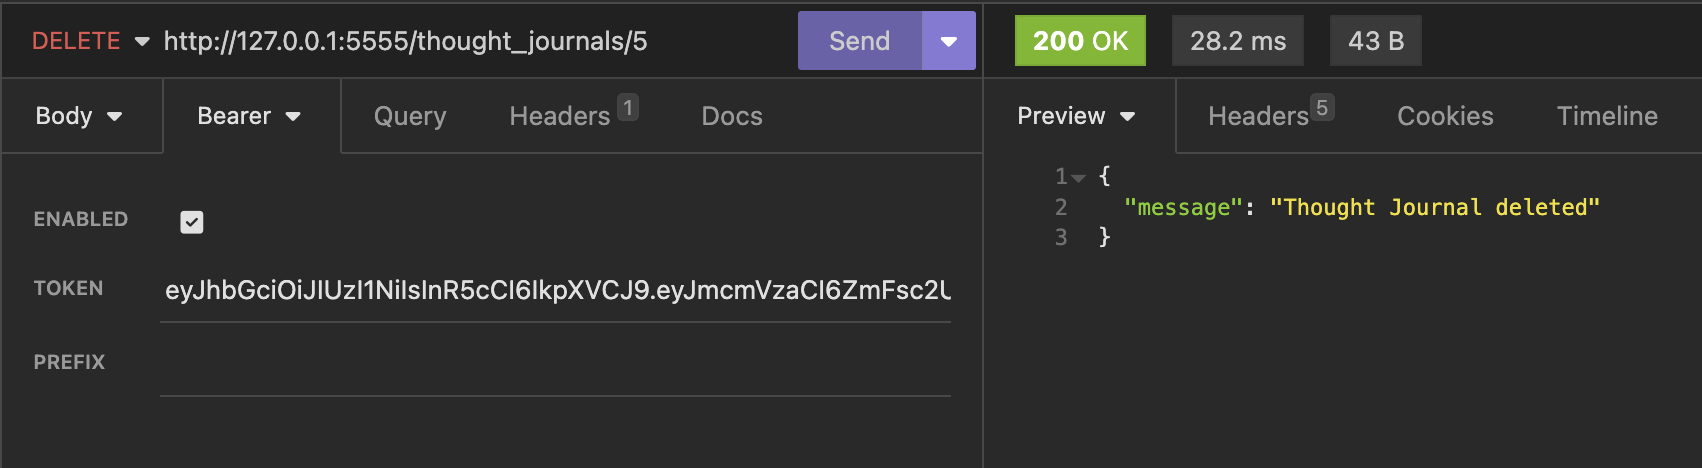 DELETE http://127.0.0.1:5555/thought_journals/5 Send
200 OK 28.2 ms 43 B
Body Bearer Query Headers 1 Docs
Preview Headers 5 Cookies Timeline
ENABLED
TOKEN eyJhbGciOiJIUzI1NiIsInR5cCI6IkpXVCJ9.eyJmcmVzaCI6ZmFsc2U
PREFIX
1 {
2 "message": "Thought Journal deleted"
3 }